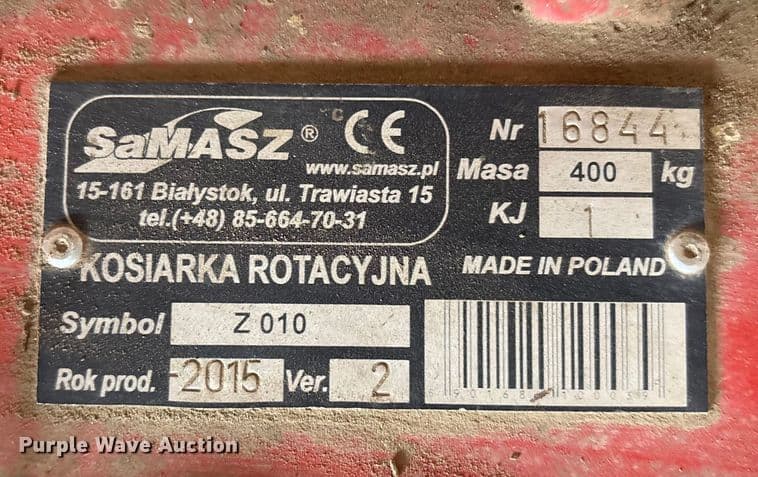 SaMASZ® CE
www.samasz.pl
15-161 Białystok, ul. Trawiasta 15
tel.(+48) 85-664-70-31
Nr 16844
Masa 400 kg
KJ 1
KOSIARKA ROTACYJNA MADE IN POLAND
Symbol Z 010
Rok prod. 2015 Ver. 2
Purple Wave Auction